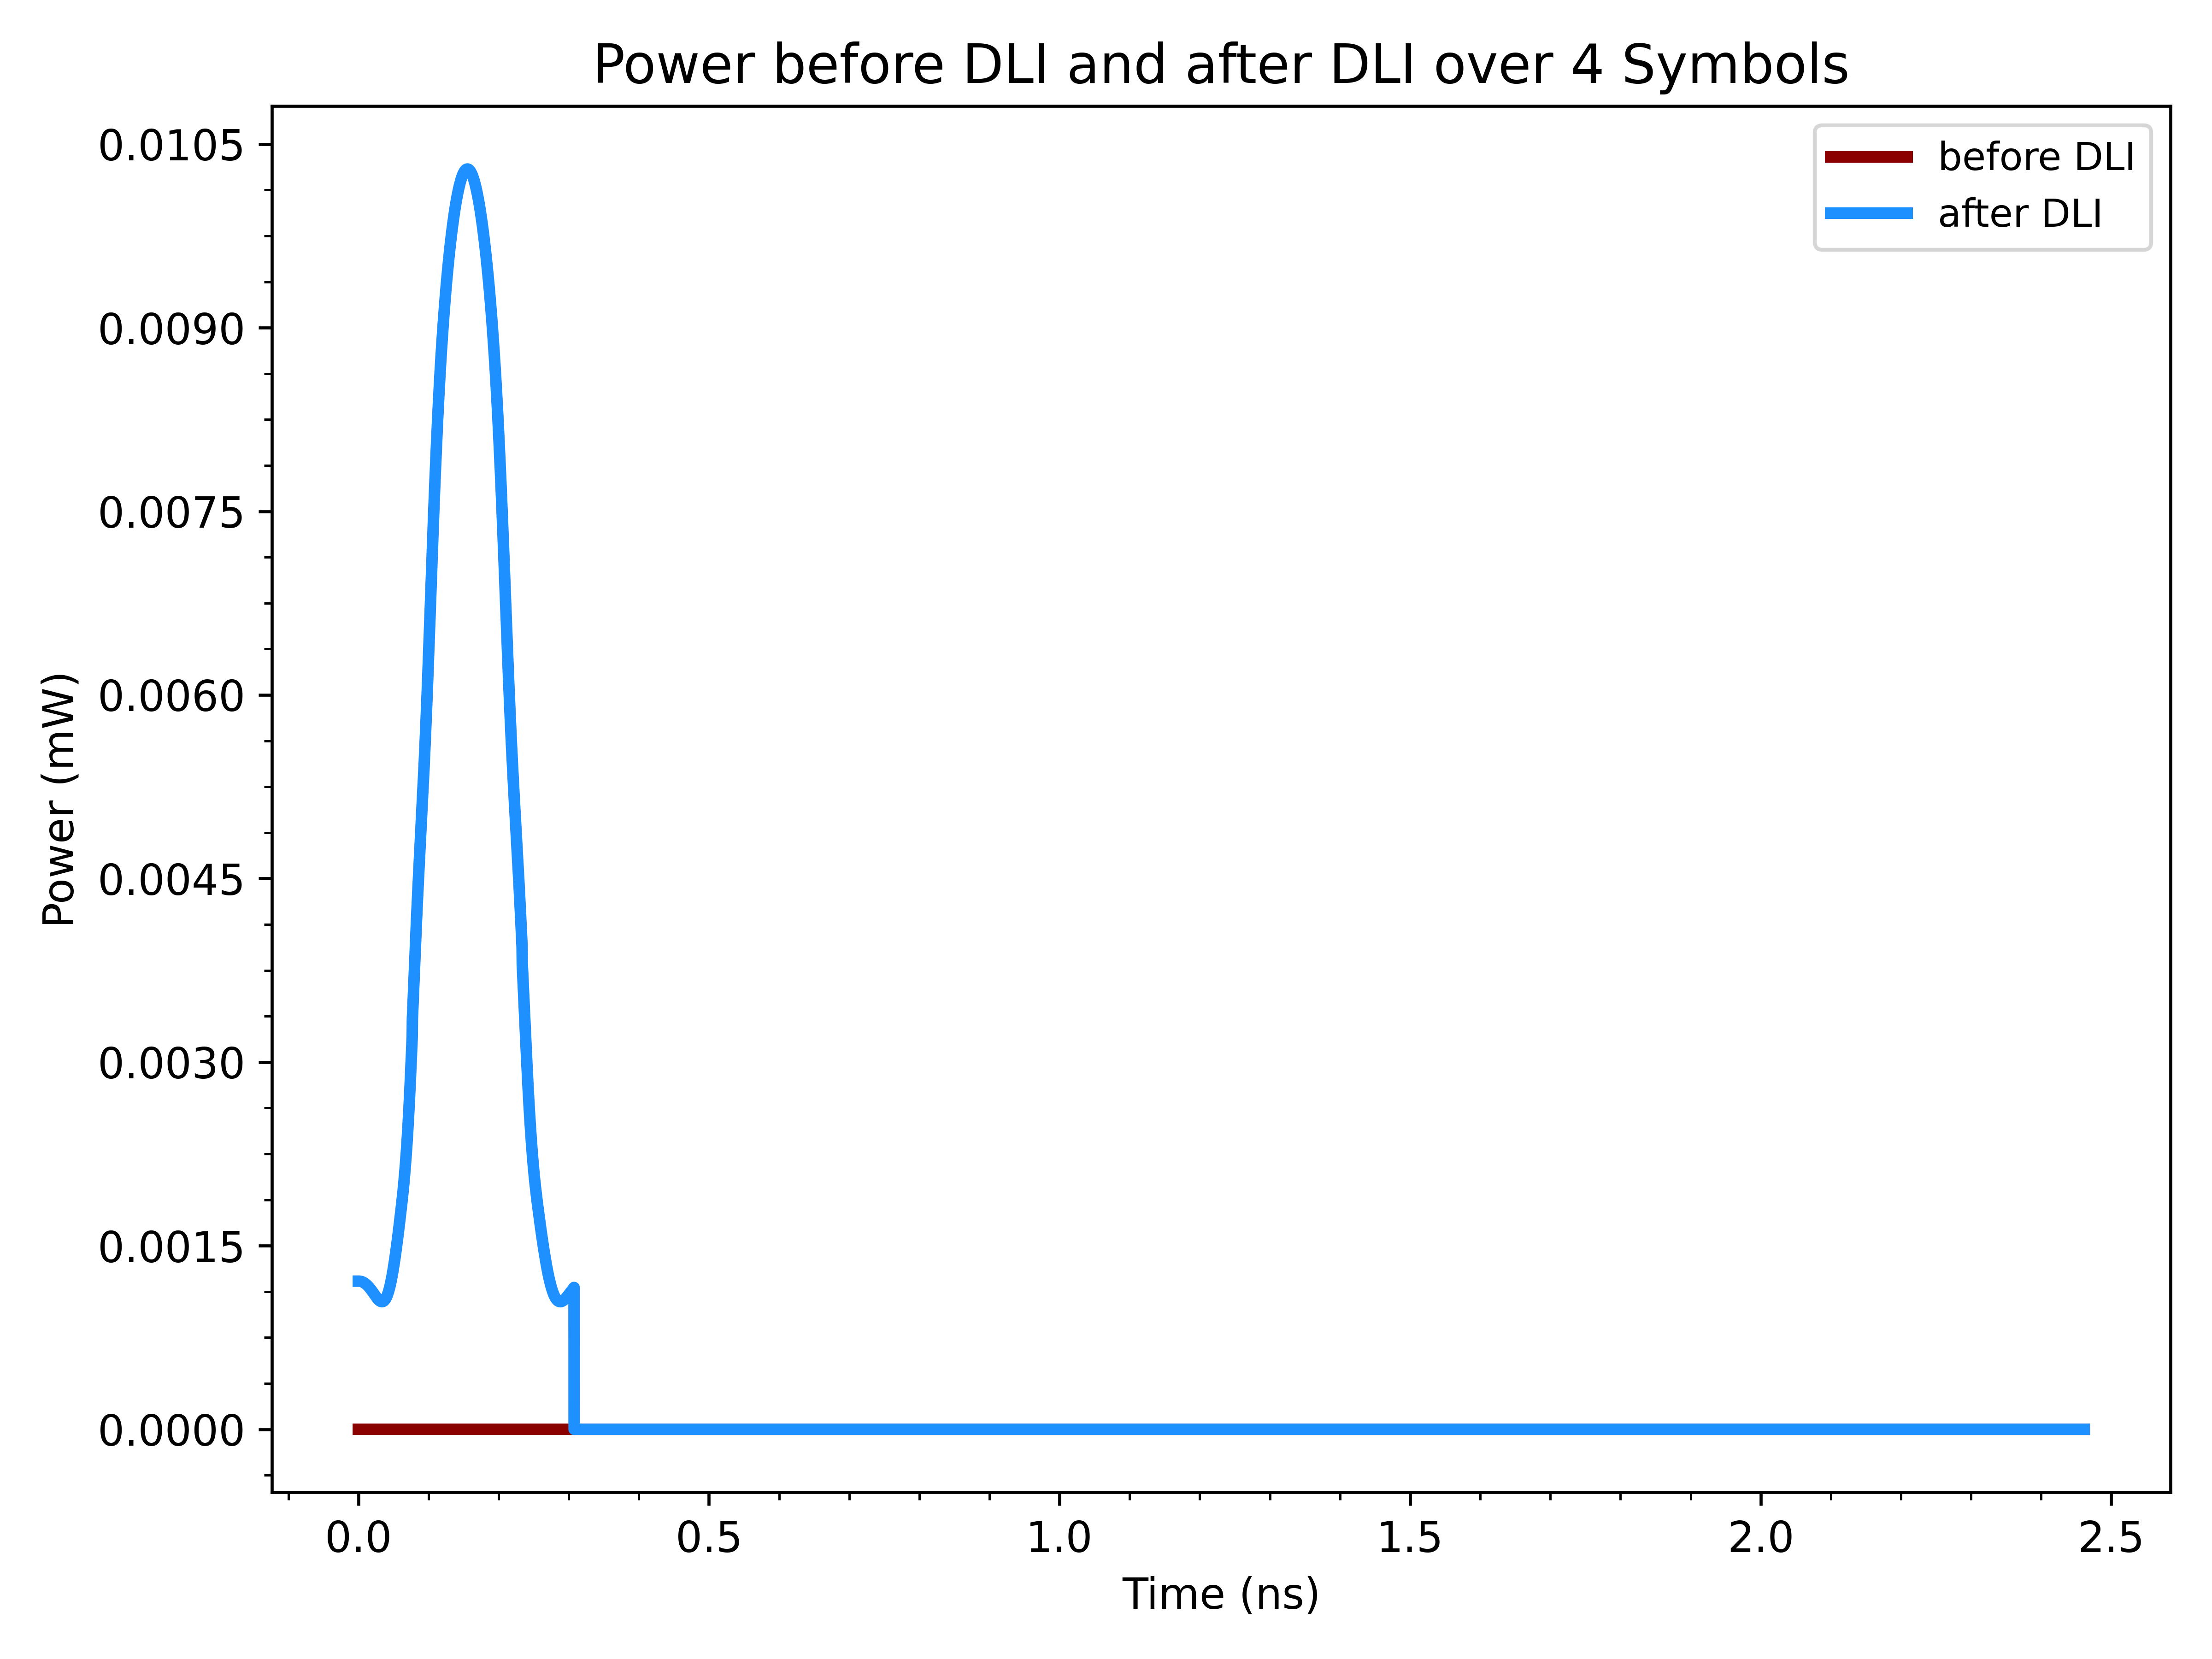 Power before DLI and after DLI over 4 Symbols
before DLI
after DLI
Power (mW)
0.0105
0.0090
0.0075
0.0060
0.0045
0.0030
0.0015
0.0000
0.0 0.5 1.0 1.5 2.0 2.5
Time (ns)